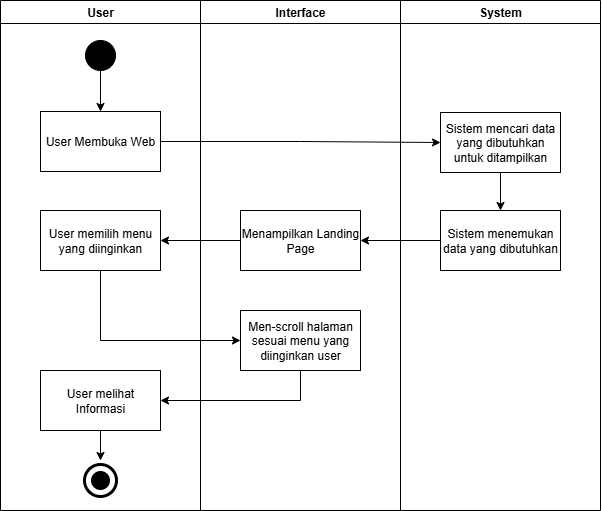 User
Interface
System
User Membuka Web
Sistem mencari data
yang dibutuhkan
untuk ditampilkan
User memilih menu
yang diinginkan
Menampilkan Landing
Page
Sistem menemukan
data yang dibutuhkan
Men-scroll halaman
sesuai menu yang
diinginkan user
User melihat
Informasi